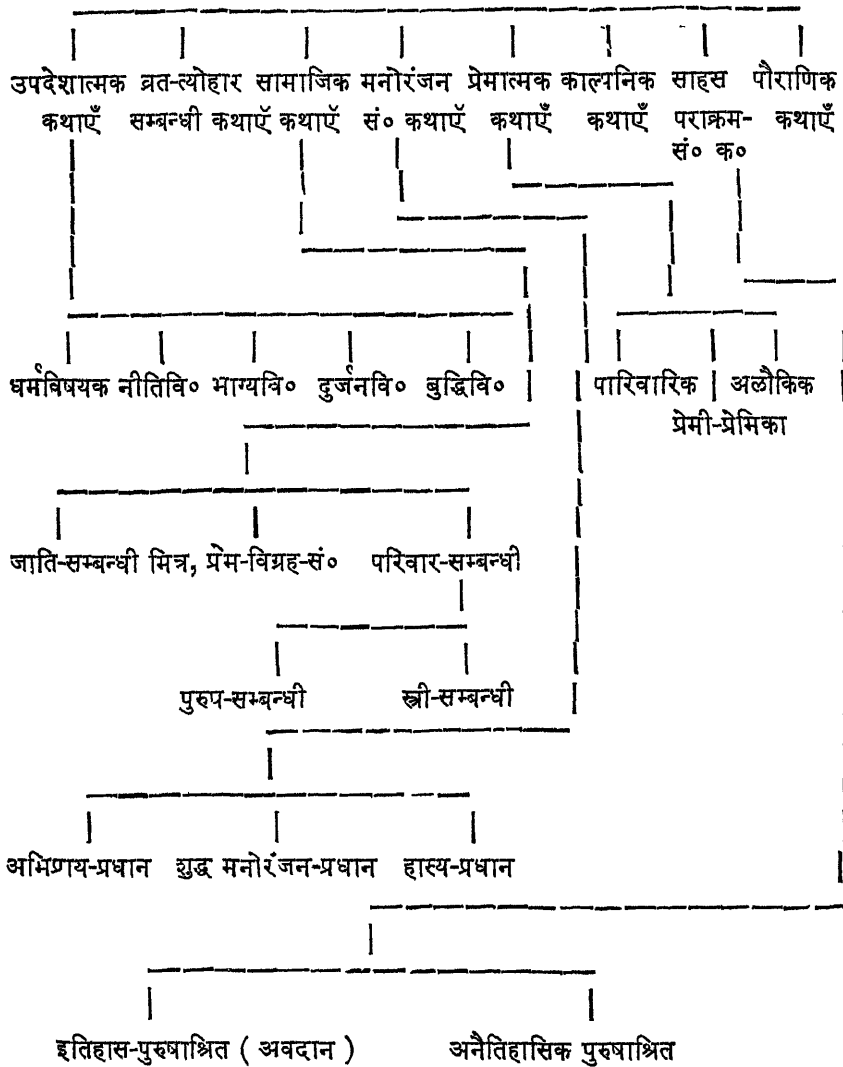 उपदेशात्मक व्रत-त्योहार सामाजिक मनोरंजन प्रेमात्मक काल्पनिक साहस पौराणिक
कथाएँ सम्बन्धी कथाएँ कथाएँ सं० कथाएँ कथाएँ कथाएँ पराक्रम- कथाएँ
सं० क०
धर्मविषयक नीतिवि० भाग्यवि० दुर्जनवि० बुद्धिवि० पारिवारिक अलौकिक
प्रेमी-प्रेमिका
जाति-सम्बन्धी मित्र, प्रेम-विग्रह-सं० परिवार-सम्बन्धी
पुरुष-सम्बन्धी स्त्री-सम्बन्धी
अभिप्राय-प्रधान शुद्ध मनोरंजन-प्रधान हास्य-प्रधान
इतिहास-पुरुषाश्रित ( अवदान ) अनैतिहासिक पुरुषाश्रित